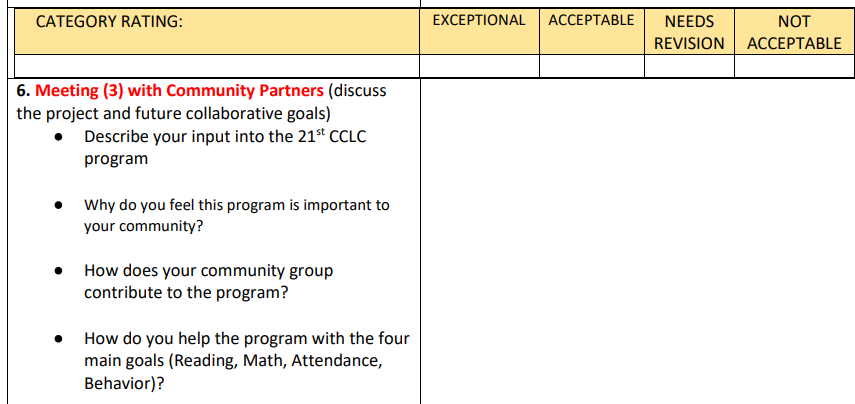 CATEGORY RATING:
EXCEPTIONAL
ACCEPTABLE
NEEDS
REVISION
NOT
ACCEPTABLE
6. Meeting (3) with Community Partners (discuss
the project and future collaborative goals)
● Describe your input into the 21st CCLC
program
● Why do you feel this program is important to
your community?
● How does your community group
contribute to the program?
● How do you help the program with the four
main goals (Reading, Math, Attendance,
Behavior)?